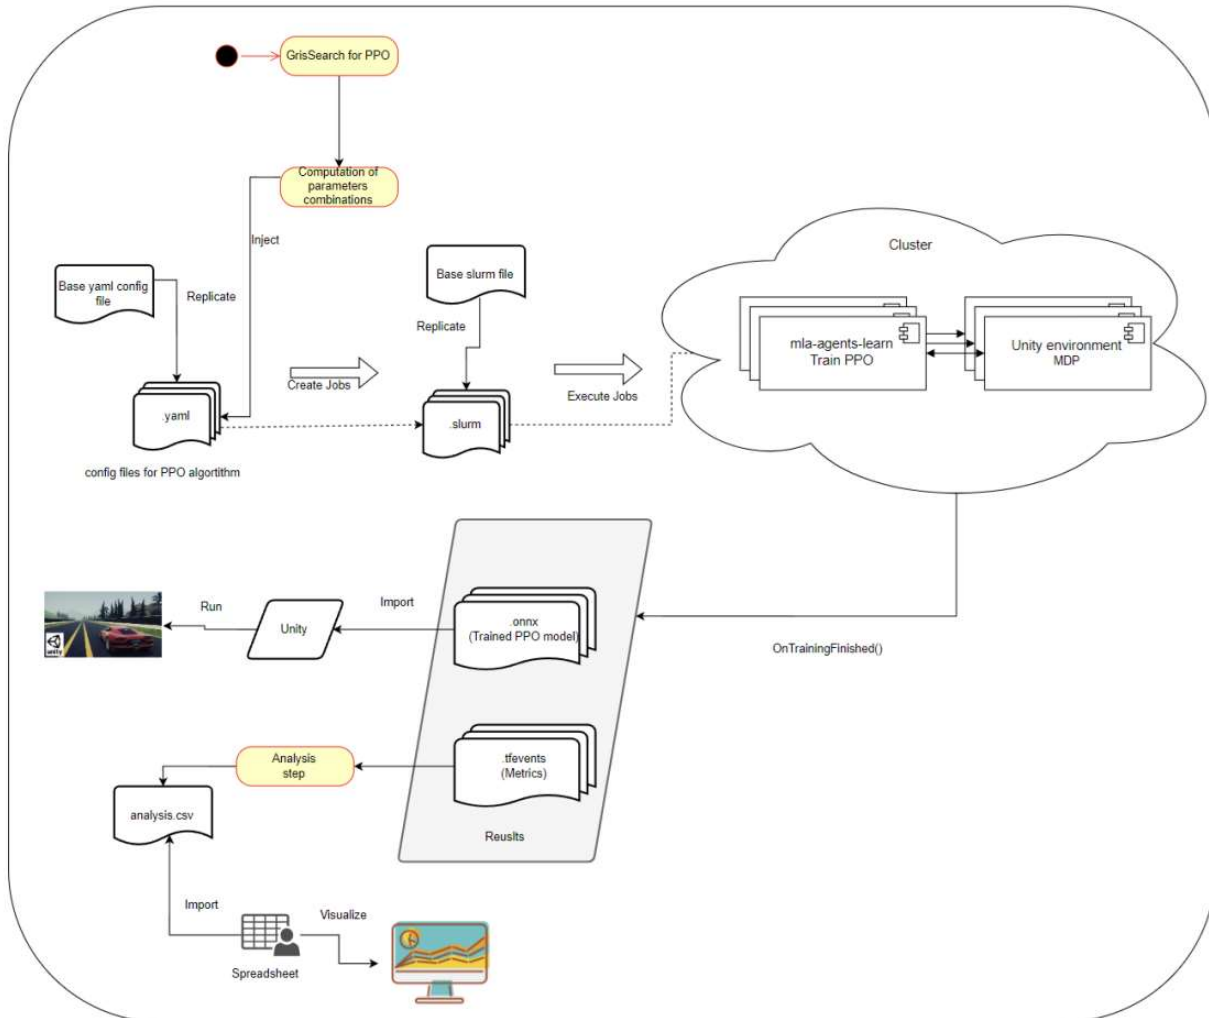 GrisSearch for PPO
Computation of
parameters
combinations
Inject
Base yaml config
file
Replicate
Base slurm file
Replicate
Cluster
mla-agents-learn
Train PPO
Unity environment
MDP
Create Jobs
Execute Jobs
.yaml
.slurm
config files for PPO algortithm
Run
Unity
Import
.onnx
(Trained PPO model)
OnTrainingFinished()
unity
Analysis
step
.tfevents
(Metrics)
analysis.csv
Reuslts
Import
Visualize
Spreadsheet